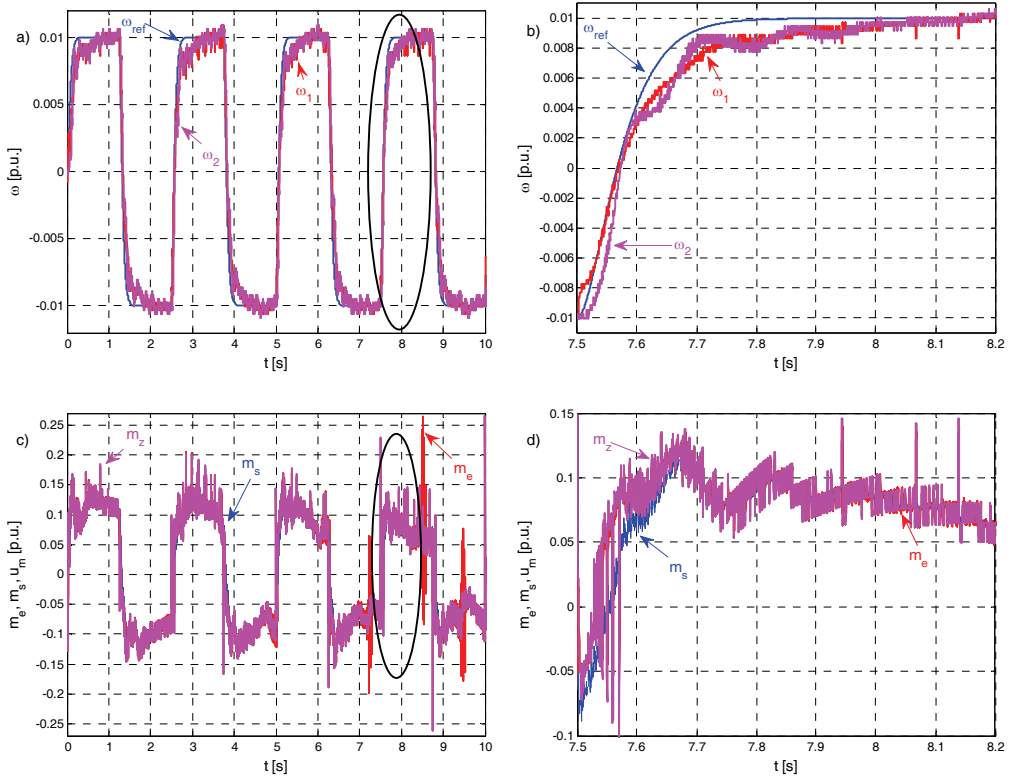 a)
ω [p.u.]
0.01
0.005
0
-0.005
-0.01
ω_ref
ω_1
ω_2
0 1 2 3 4 5 6 7 8 9 10
t [s]
b)
ω [p.u.]
0.01
0.008
0.006
0.004
0.002
0
-0.002
-0.004
-0.006
-0.008
-0.01
ω_ref
ω_1
ω_2
7.5 7.6 7.7 7.8 7.9 8 8.1 8.2
t [s]
c)
m_e, m_s, u_m [p.u.]
0.25
0.2
0.15
0.1
0.05
0
-0.05
-0.1
-0.15
-0.2
-0.25
m_z
m_s
m_e
0 1 2 3 4 5 6 7 8 9 10
t [s]
d)
m_e, m_s, u_m [p.u.]
0.15
0.1
0.05
0
-0.05
-0.1
m_z
m_s
m_e
7.5 7.6 7.7 7.8 7.9 8 8.1 8.2
t [s]